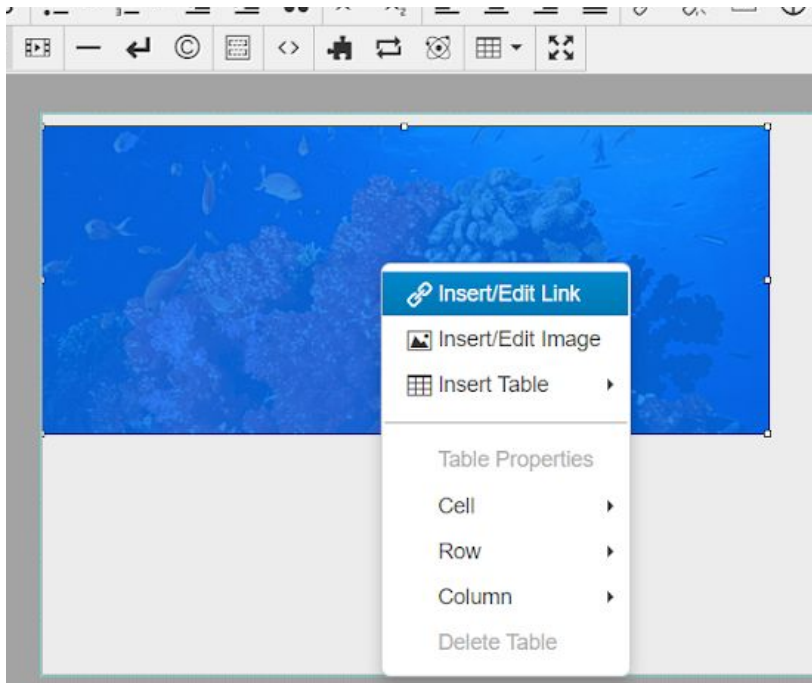 Insert/Edit Link
Insert/Edit Image
Insert Table
Table Properties
Cell
Row
Column
Delete Table